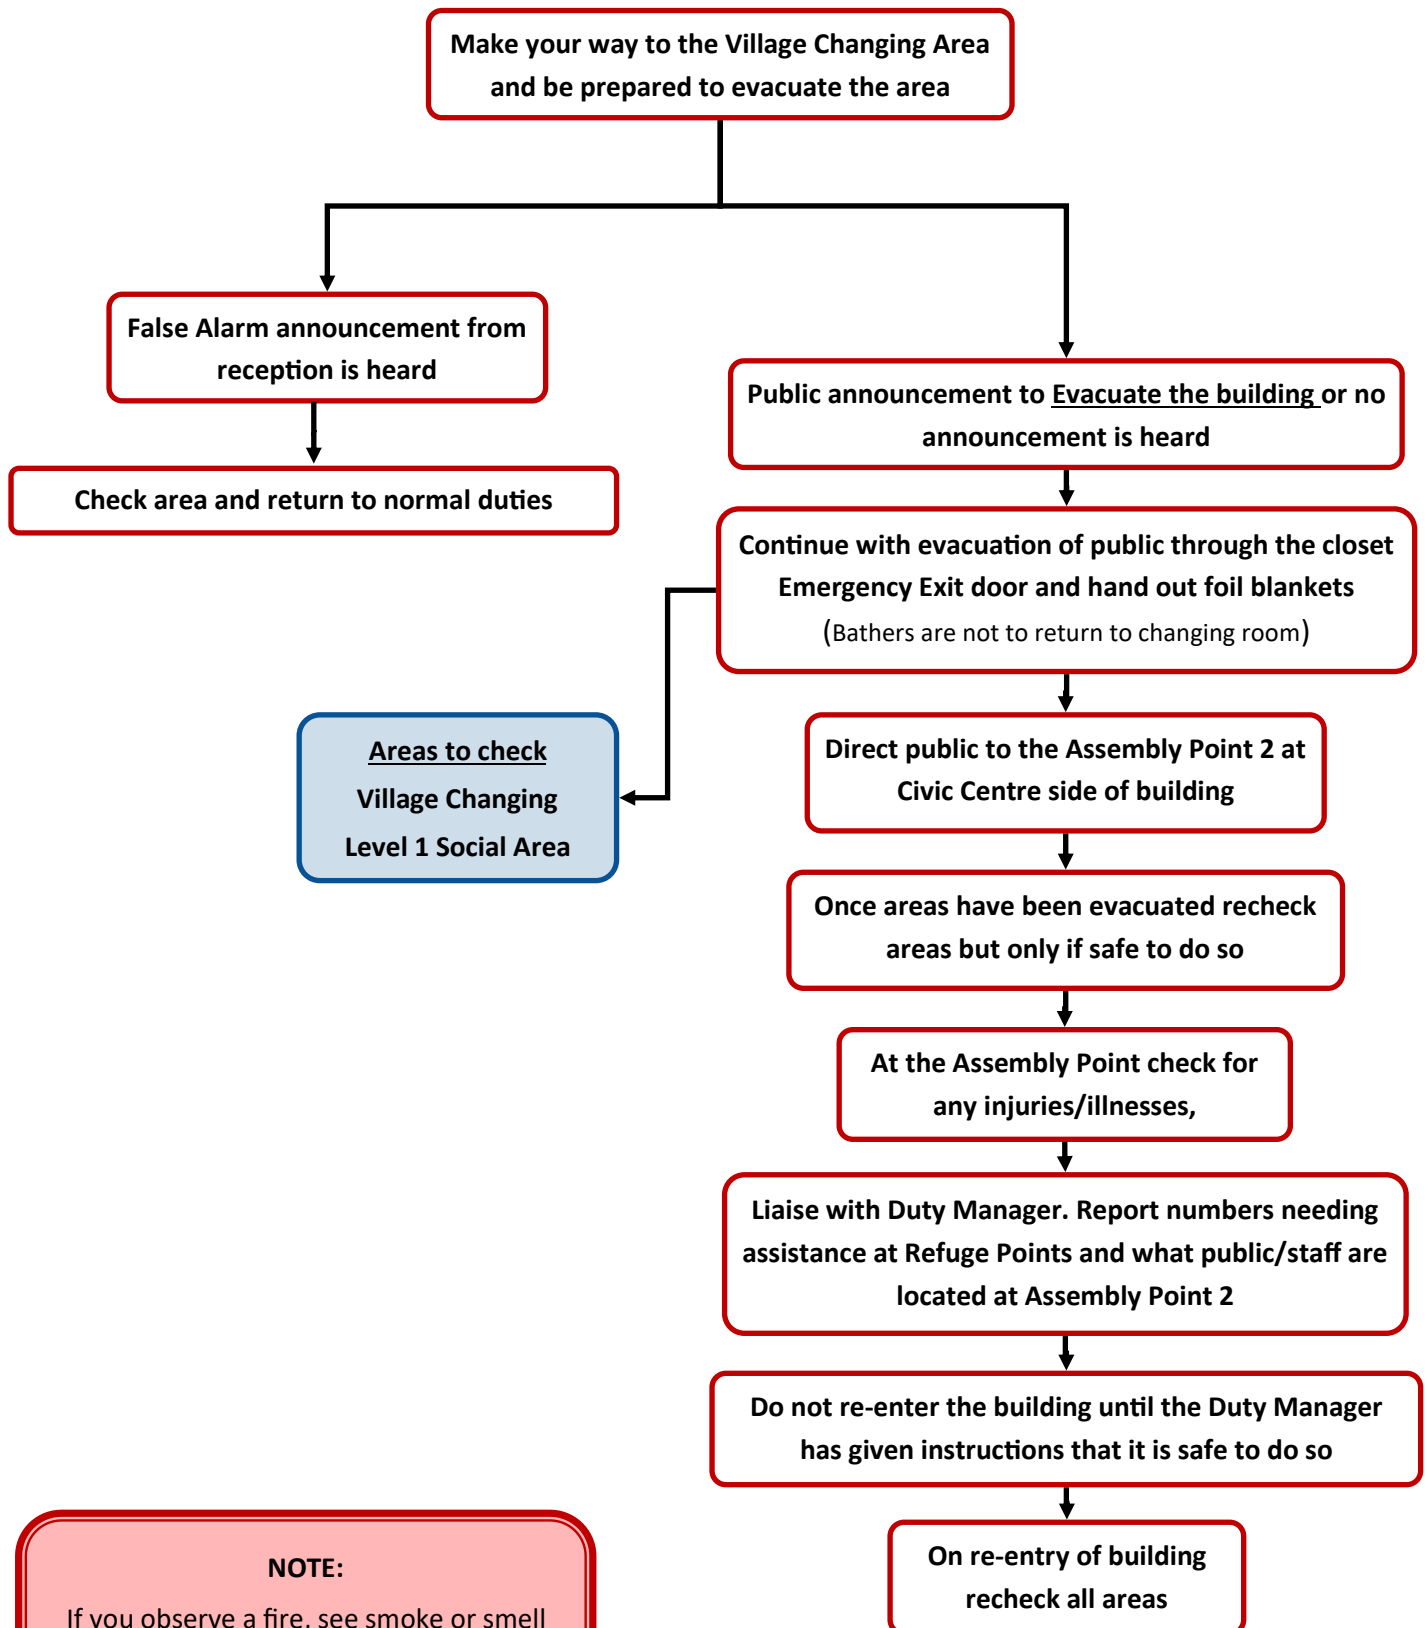 Make your way to the Village Changing Area
and be prepared to evacuate the area
False Alarm announcement from
reception is heard
Check area and return to normal duties
Public announcement to Evacuate the building or no
announcement is heard
Continue with evacuation of public through the closet
Emergency Exit door and hand out foil blankets
(Bathers are not to return to changing room)
Areas to check
Village Changing
Level 1 Social Area
Direct public to the Assembly Point 2 at
Civic Centre side of building
Once areas have been evacuated recheck
areas but only if safe to do so
At the Assembly Point check for
any injuries/illnesses,
Liaise with Duty Manager. Report numbers needing
assistance at Refuge Points and what public/staff are
located at Assembly Point 2
Do not re-enter the building until the Duty Manager
has given instructions that it is safe to do so
On re-entry of building
recheck all areas
NOTE:
If you observe a fire, see smoke or smell